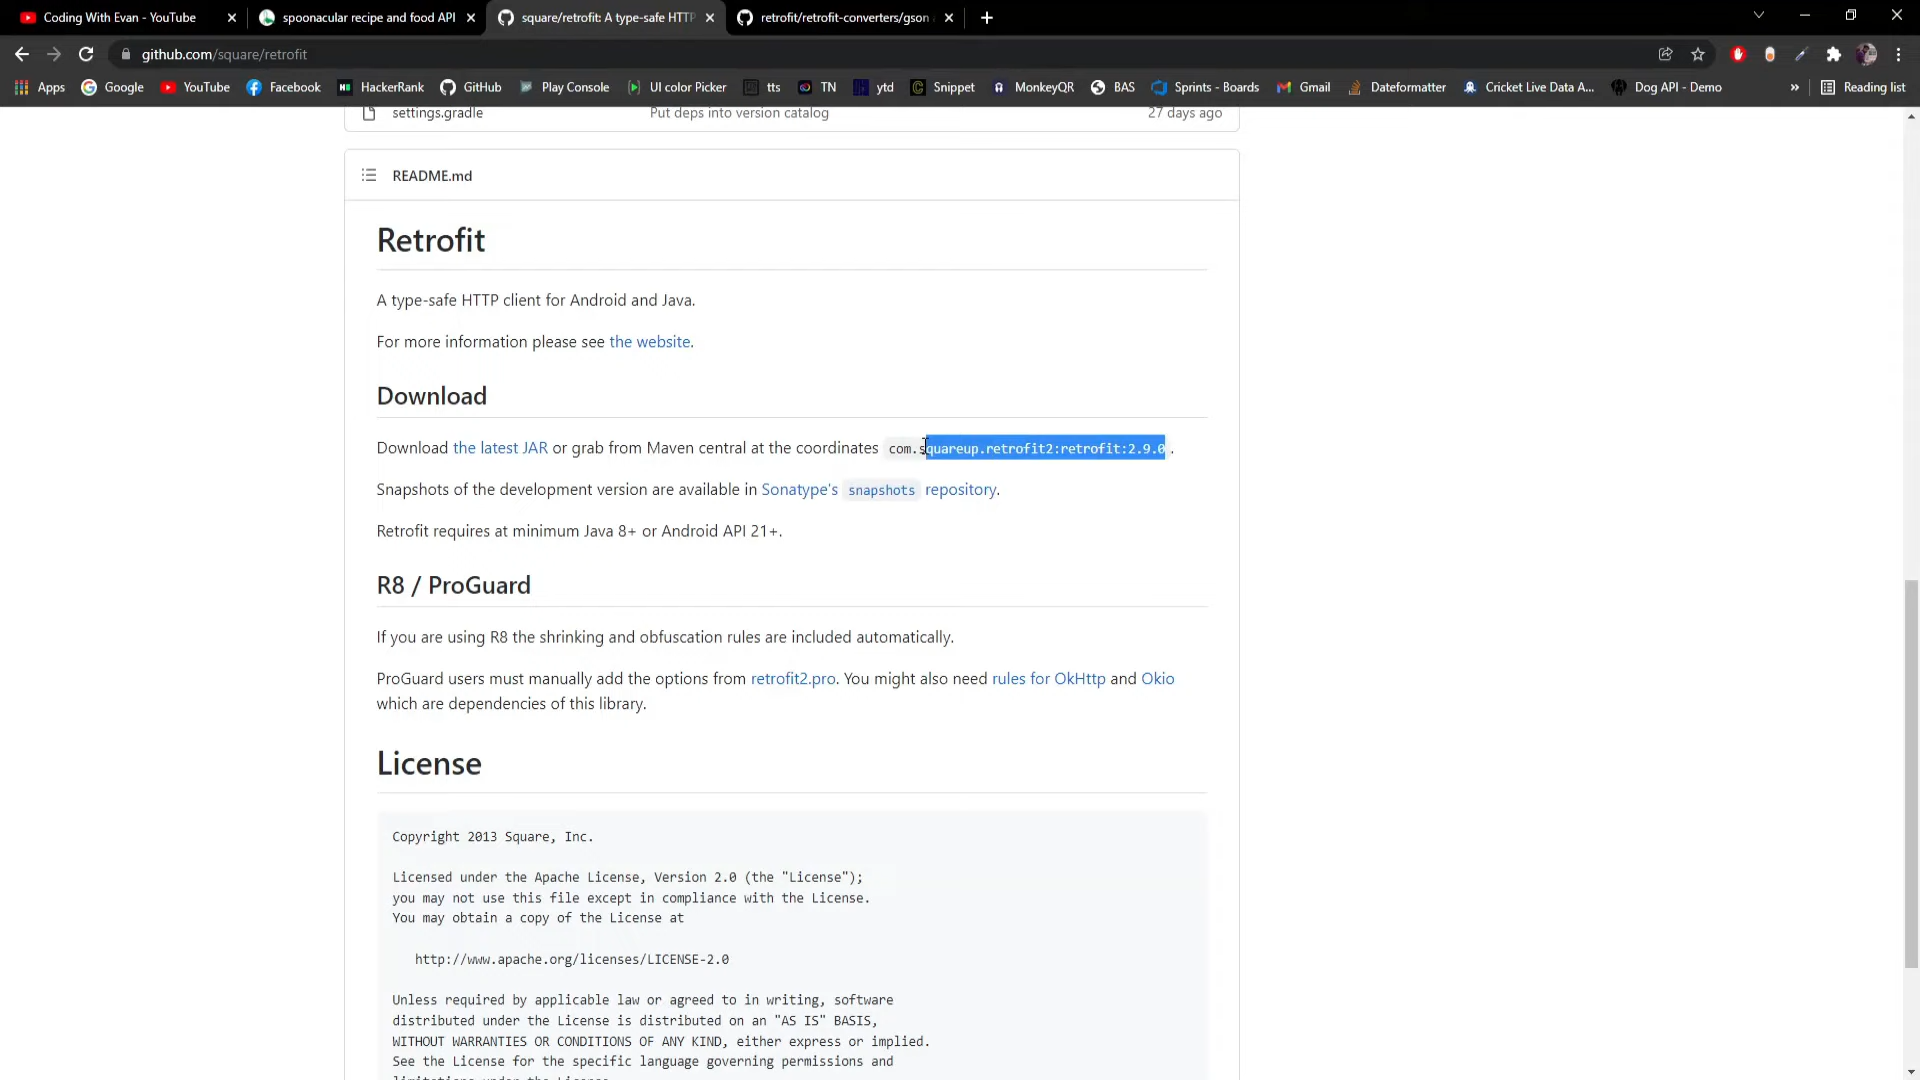 Coding With Evan - YouTube
spoonacular recipe and food API
square/retrofit: A type-safe HTTP
retrofit/retrofit-converters/gson
github.com/square/retrofit
Apps Google YouTube Facebook HackerRank GitHub Play Console UI color Picker tts TN ytd Snippet MonkeyQR BAS Sprints - Boards Gmail Dateformatter Cricket Live Data A... Dog API - Demo » Reading list
settings.gradle Put deps into version catalog 27 days ago
README.md
Retrofit
A type-safe HTTP client for Android and Java.
For more information please see the website.
Download
Download the latest JAR or grab from Maven central at the coordinates com.squareup.retrofit2:retrofit:2.9.0 .
Snapshots of the development version are available in Sonatype's snapshots repository.
Retrofit requires at minimum Java 8+ or Android API 21+.
R8 / ProGuard
If you are using R8 the shrinking and obfuscation rules are included automatically.
ProGuard users must manually add the options from retrofit2.pro. You might also need rules for OkHttp and Okio
which are dependencies of this library.
License
Copyright 2013 Square, Inc.
Licensed under the Apache License, Version 2.0 (the "License");
you may not use this file except in compliance with the License.
You may obtain a copy of the License at
http://www.apache.org/licenses/LICENSE-2.0
Unless required by applicable law or agreed to in writing, software
distributed under the License is distributed on an "AS IS" BASIS,
WITHOUT WARRANTIES OR CONDITIONS OF ANY KIND, either express or implied.
See the License for the specific language governing permissions and